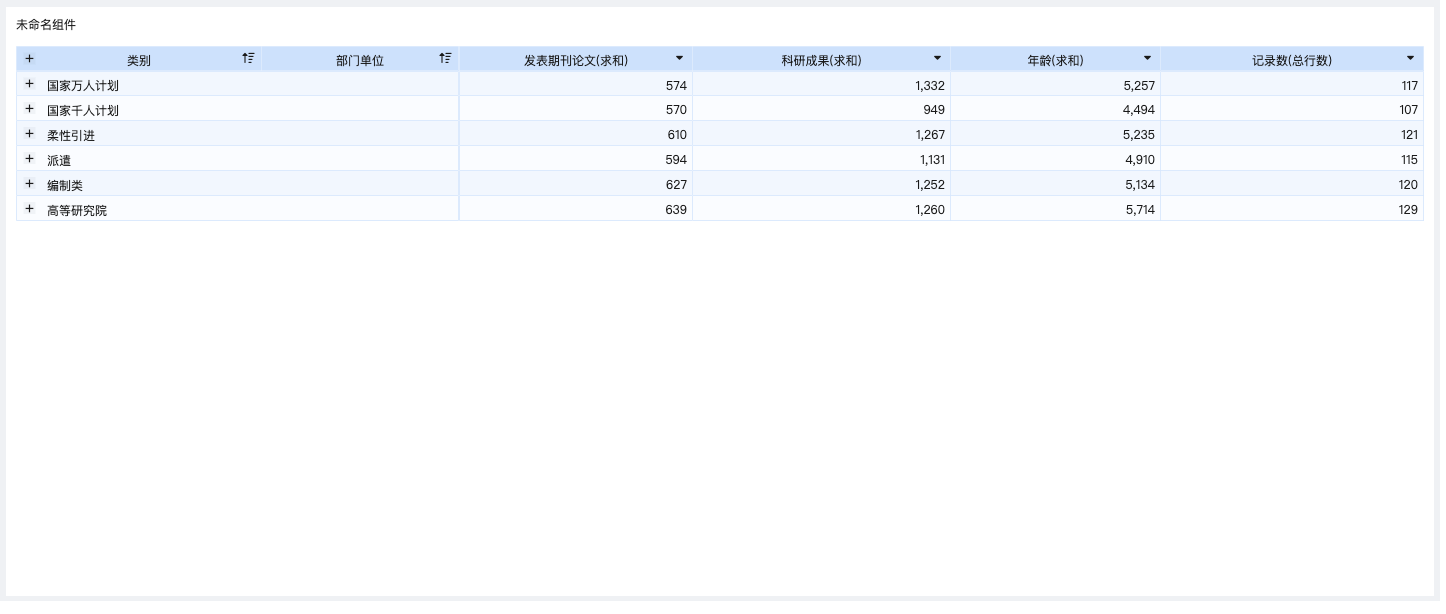 未命名组件
类别 部门单位 发表期刊论文(求和) 科研成果(求和) 年龄(求和) 记录数(总行数)
国家万人计划 574 1,332 5,257 117
国家千人计划 570 949 4,494 107
柔性引进 610 1,267 5,235 121
派遣 594 1,131 4,910 115
编制类 627 1,252 5,134 120
高等研究院 639 1,260 5,714 129